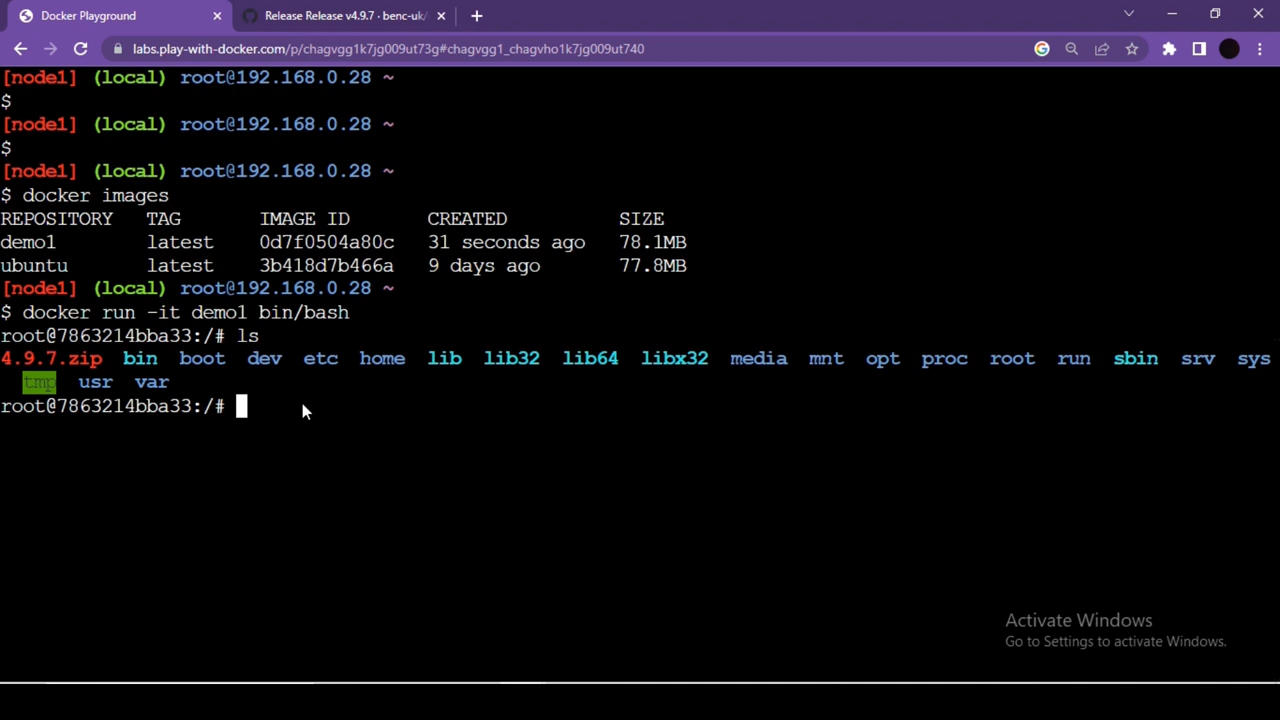 Docker Playground
Release Release v4.9.7 · benc-uk/
labs.play-with-docker.com/p/chagvgg1k7jg009ut73g#chagvgg1_chagvho1k7jg009ut740
[node1] (local) root@192.168.0.28 ~
$
[node1] (local) root@192.168.0.28 ~
$
[node1] (local) root@192.168.0.28 ~
$ docker images
REPOSITORY TAG IMAGE ID CREATED SIZE
demo1 latest 0d7f0504a80c 31 seconds ago 78.1MB
ubuntu latest 3b418d7b466a 9 days ago 77.8MB
[node1] (local) root@192.168.0.28 ~
$ docker run -it demo1 bin/bash
root@7863214bba33:/# ls
4.9.7.zip bin boot dev etc home lib lib32 lib64 libx32 media mnt opt proc root run sbin srv sys
tmp usr var
root@7863214bba33:/#
Activate Windows
Go to Settings to activate Windows.